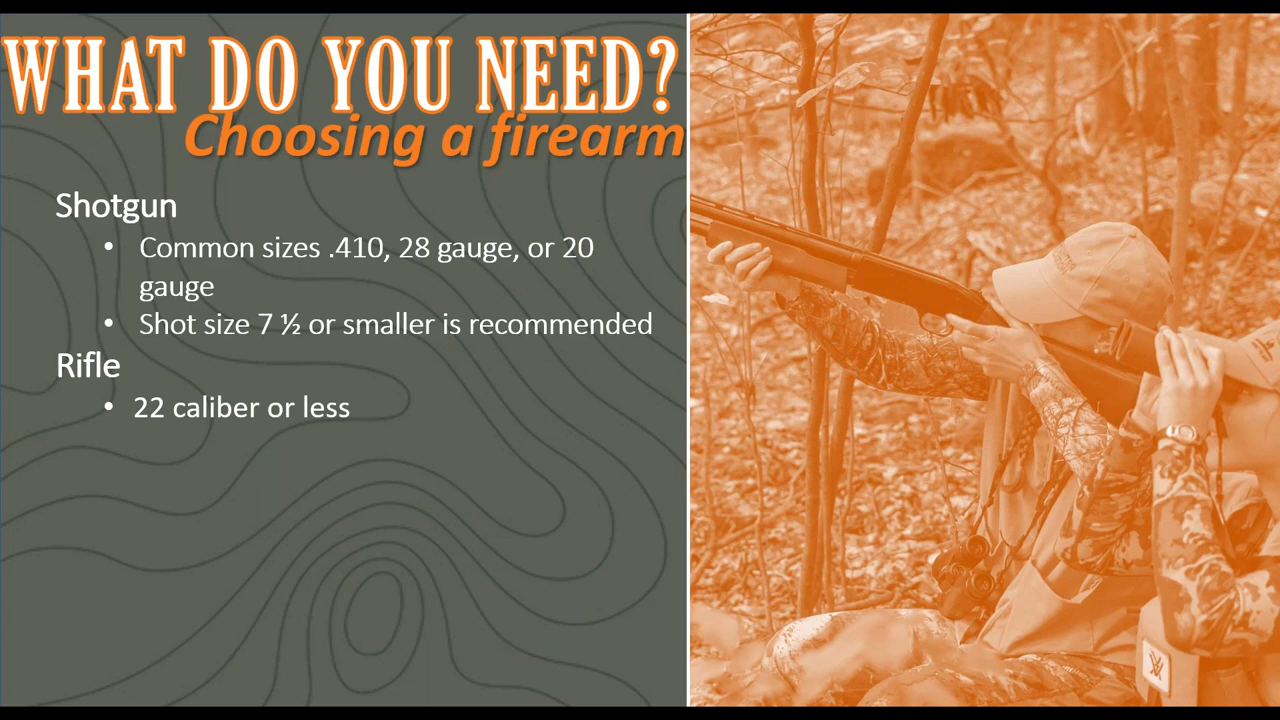 WHAT DO YOU NEED?
Choosing a firearm
Shotgun
• Common sizes .410, 28 gauge, or 20
gauge
• Shot size 7 ½ or smaller is recommended
Rifle
• 22 caliber or less